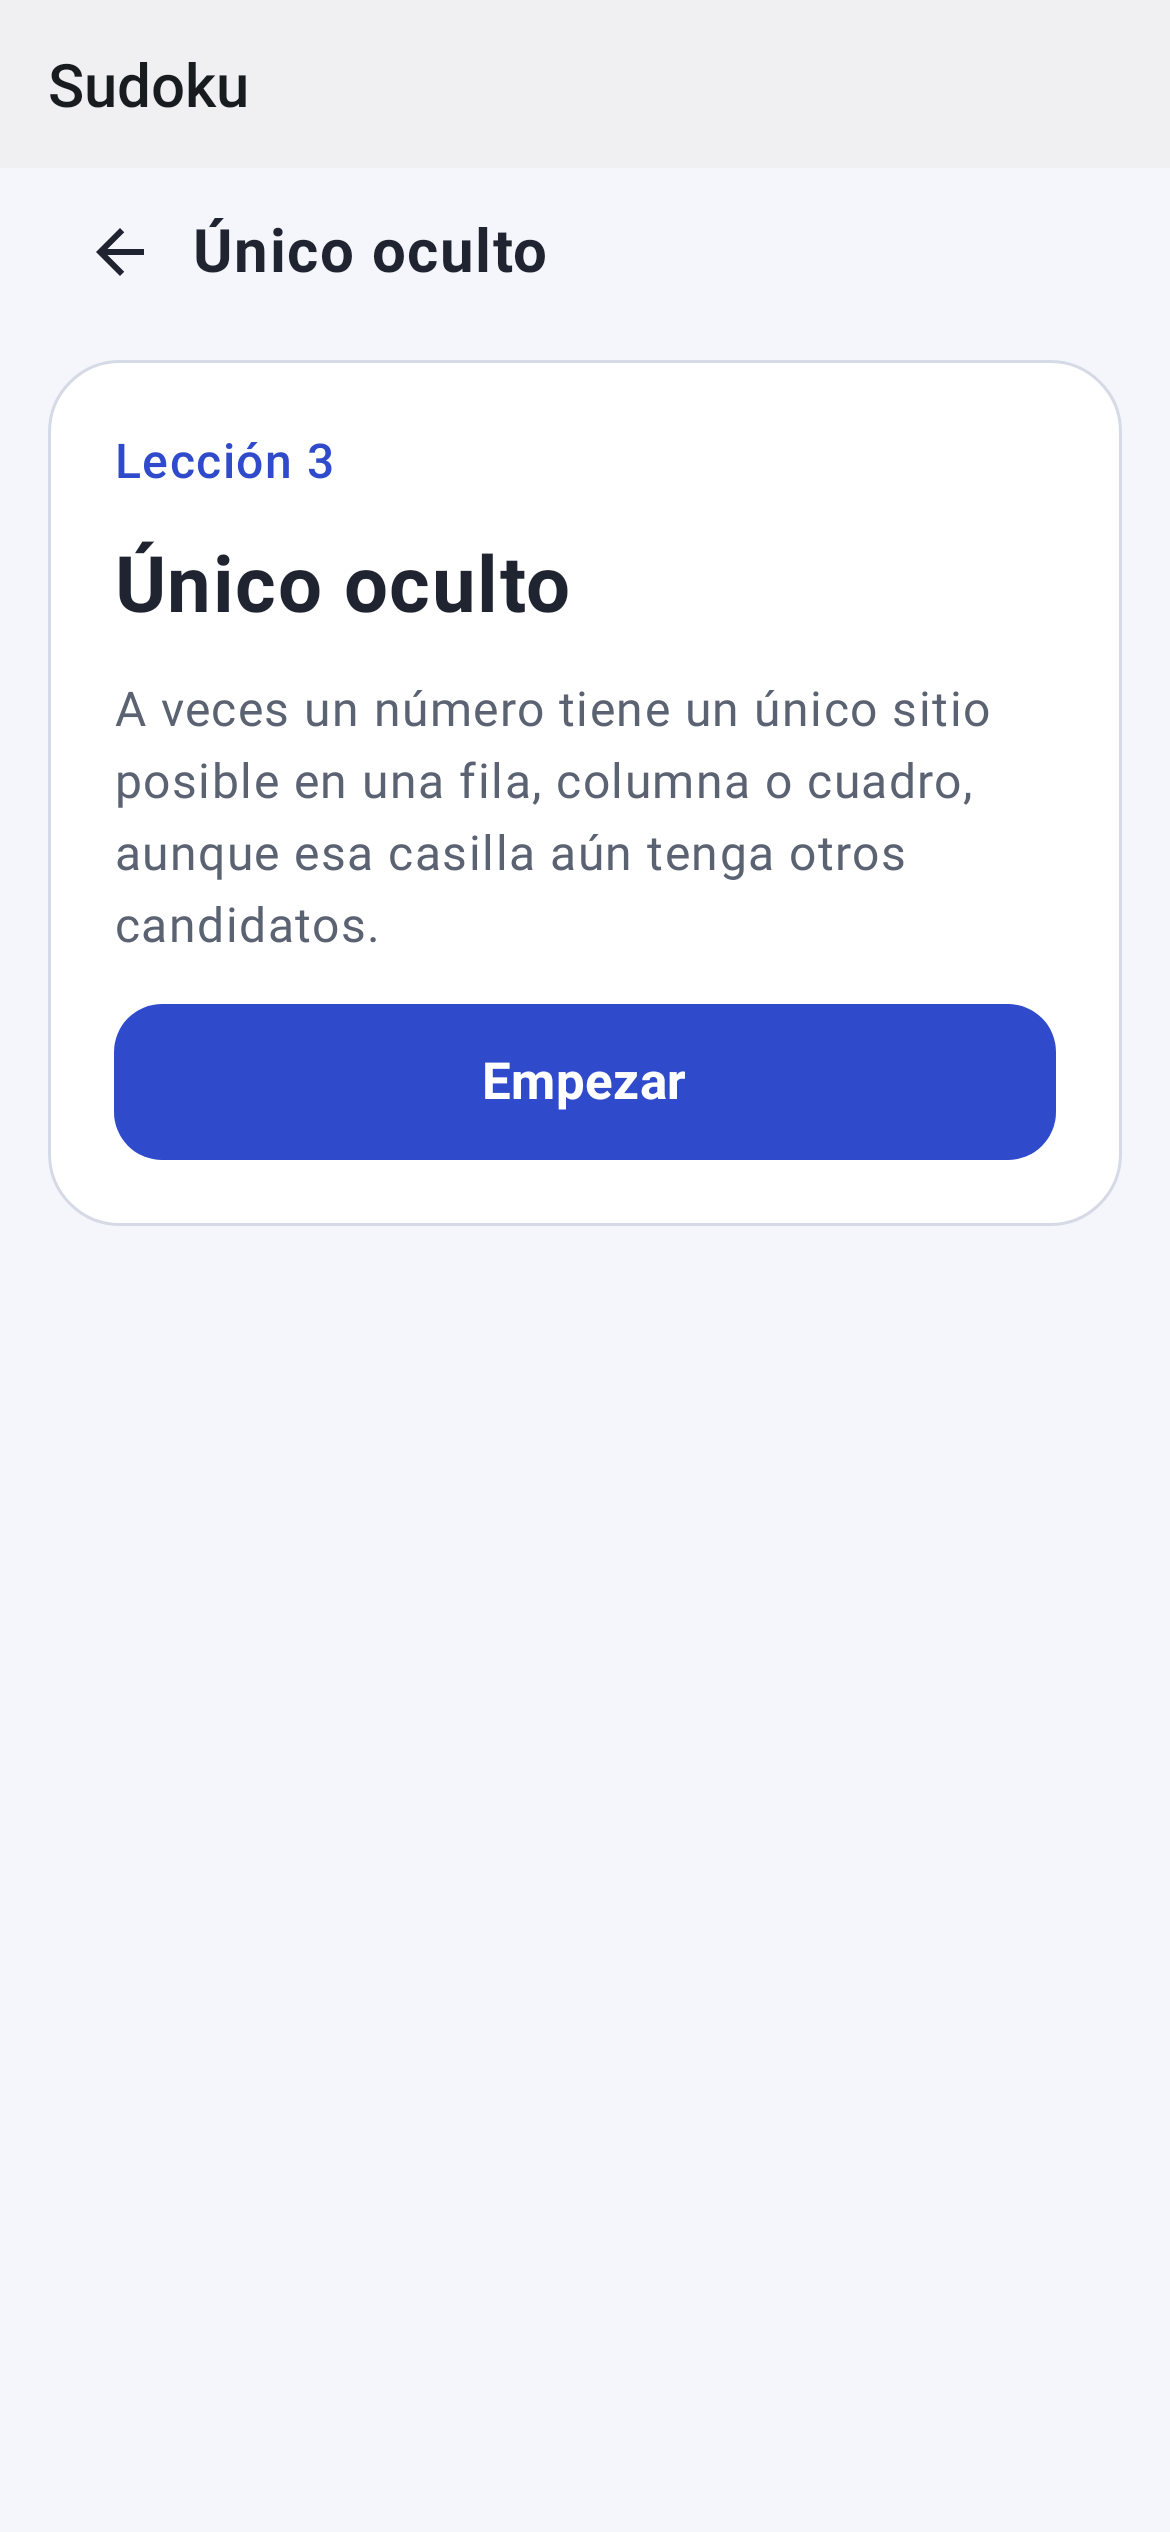 Sudoku
Único oculto
Lección 3
Único oculto
A veces un número tiene un único sitio
posible en una fila, columna o cuadro,
aunque esa casilla aún tenga otros
candidatos.
Empezar